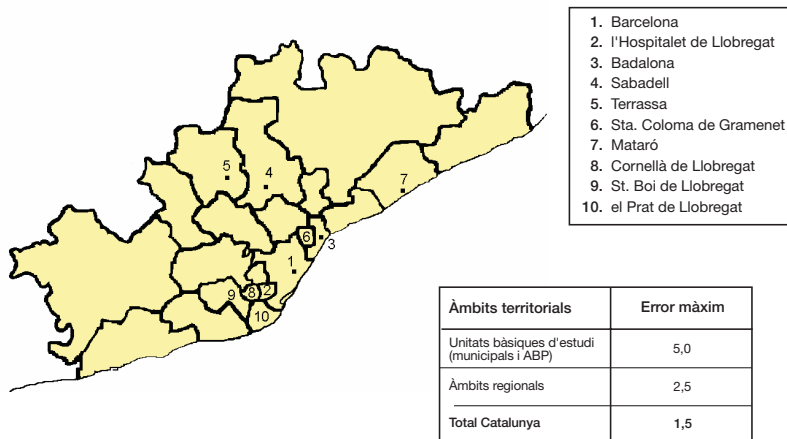 1. Barcelona
2. l'Hospitalet de Llobregat
3. Badalona
4. Sabadell
5. Terrassa
6. Sta. Coloma de Gramenet
7. Mataró
8. Cornellà de Llobregat
9. St. Boi de Llobregat
10. el Prat de Llobregat
5
4
7
6
3
1
9
8
2
10
Àmbits territorials Error màxim
Unitats bàsiques d'estudi
(municipals i ABP) 5,0
Àmbits regionals 2,5
Total Catalunya 1,5